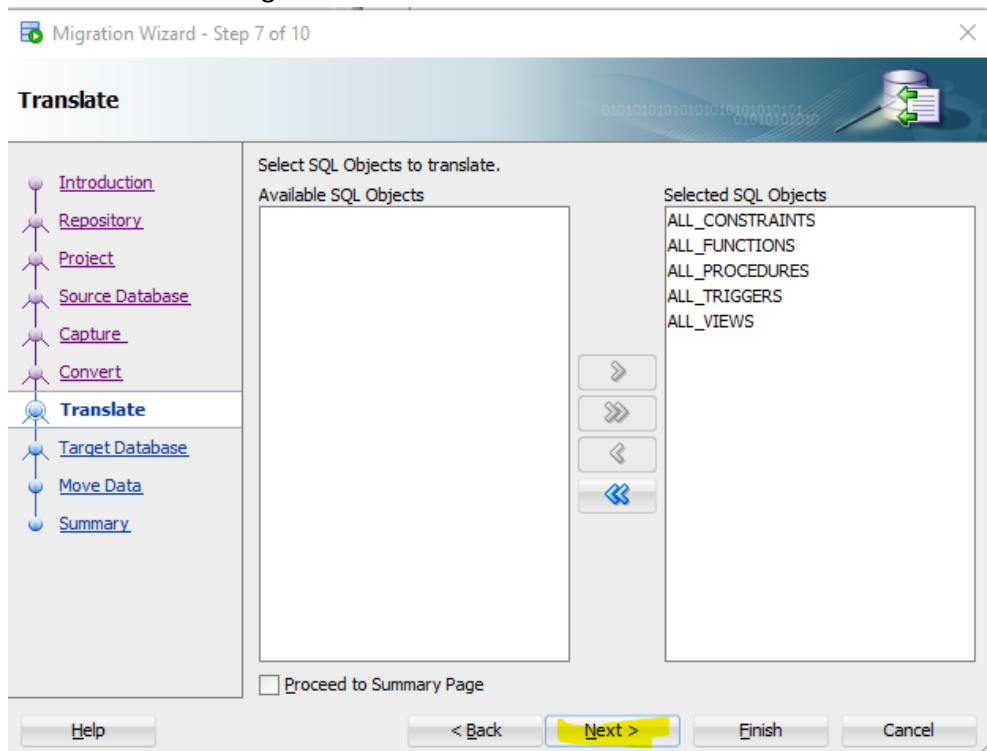 Migration Wizard - Step 7 of 10
Translate
Introduction
Repository
Project
Source Database
Capture
Convert
Translate
Target Database
Move Data
Summary
Select SQL Objects to translate.
Available SQL Objects
Selected SQL Objects
ALL_CONSTRAINTS
ALL_FUNCTIONS
ALL_PROCEDURES
ALL_TRIGGERS
ALL_VIEWS
Proceed to Summary Page
Help
< Back
Next >
Finish
Cancel